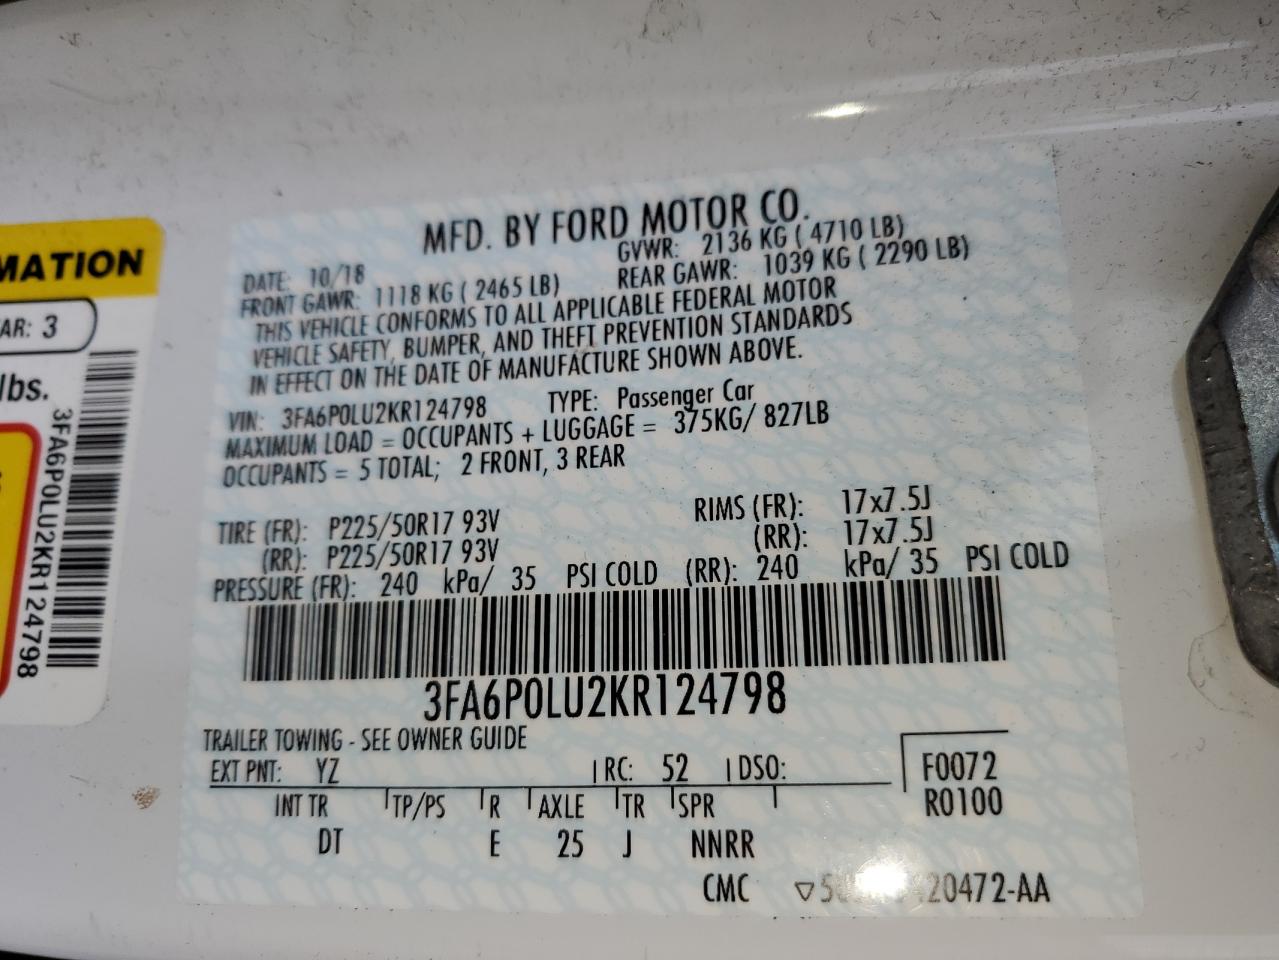 MATION
AR: 3
lbs.
3FA6P0LU2KR124798
MFD. BY FORD MOTOR CO.
DATE: 10/18 GVWR: 2136 KG ( 4710 LB)
FRONT GAWR: 1118 KG ( 2465 LB) REAR GAWR: 1039 KG ( 2290 LB)
THIS VEHICLE CONFORMS TO ALL APPLICABLE FEDERAL MOTOR
VEHICLE SAFETY, BUMPER, AND THEFT PREVENTION STANDARDS
IN EFFECT ON THE DATE OF MANUFACTURE SHOWN ABOVE.
VIN: 3FA6P0LU2KR124798 TYPE: Passenger Car
MAXIMUM LOAD = OCCUPANTS + LUGGAGE = 375KG/ 827LB
OCCUPANTS = 5 TOTAL; 2 FRONT, 3 REAR
TIRE (FR): P225/50R17 93V RIMS (FR): 17x7.5J
(RR): P225/50R17 93V (RR): 17x7.5J
PRESSURE (FR): 240 kPa/ 35 PSI COLD (RR): 240 kPa/ 35 PSI COLD
3FA6P0LU2KR124798
TRAILER TOWING - SEE OWNER GUIDE
EXT PNT: YZ RC: 52 DSO: F0072
INT TR TP/PS R AXLE TR SPR R0100
DT E 25 J NNRR
CMC